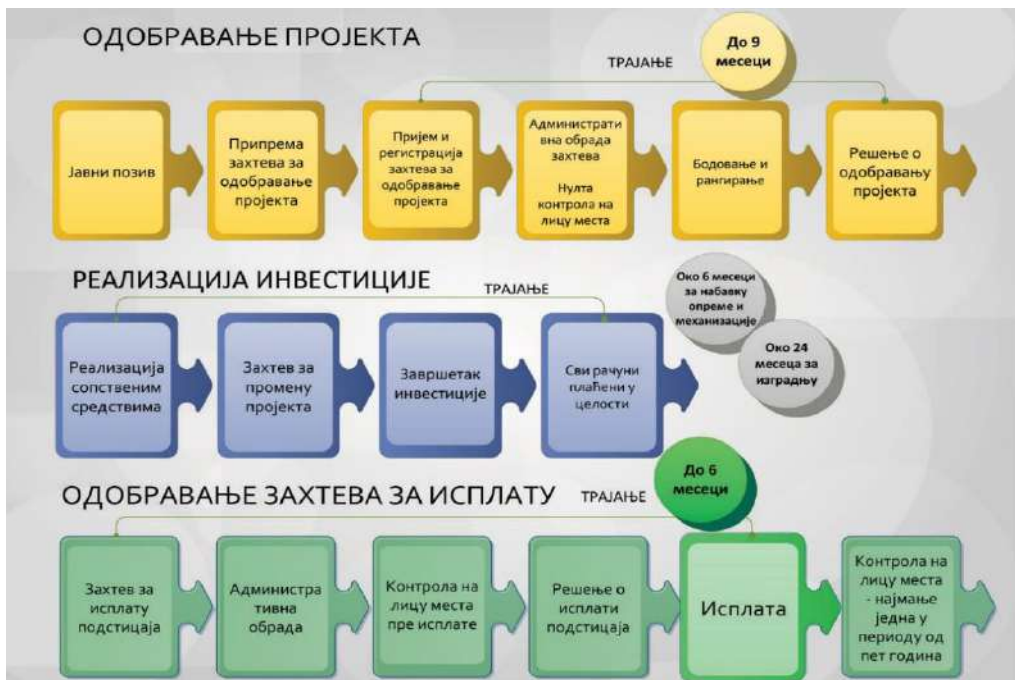 ОДОБРАВАЊЕ ПРОЈЕКТА
ТРАЈАЊЕ
До 9
месеци
Јавни позив
Припрема
захтева за
одобравање
пројекта
Пријем и
регистрација
захтева за
одобравање
пројекта
Администрати
вна обрада
захтева
Нулта
контрола на
лицу места
Бодовање и
рангирање
Решење о
одобравању
пројекта
РЕАЛИЗАЦИЈА ИНВЕСТИЦИЈЕ
ТРАЈАЊЕ
Око 6 месеци
за набавку
опреме и
механизације
Око 24
месеца за
изградњу
Реализација
сопственим
средствима
Захтев за
промену
пројекта
Завршетак
инвестиције
Сви рачуни
плаћени у
целости
ОДОБРАВАЊЕ ЗАХТЕВА ЗА ИСПЛАТУ
ТРАЈАЊЕ
До 6
месеци
Захтев за
исплату
подстицаја
Администра
тивна
обрада
Контрола на
лицу места
пре исплате
Решење о
исплати
подстицаја
Исплата
Контрола на
лицу места
- најмање
једна у
периоду од
пет година